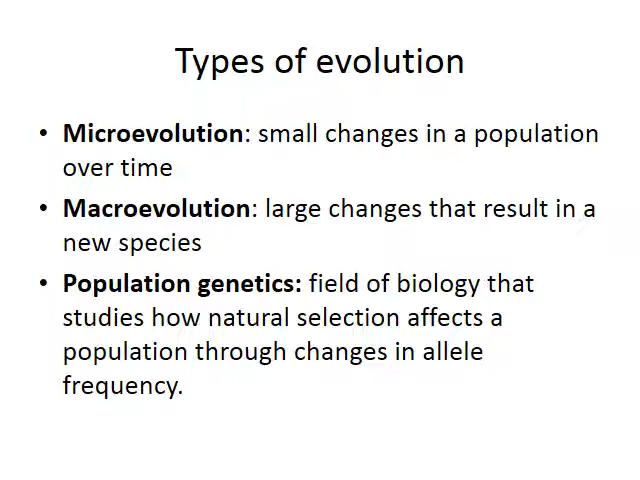 Types of evolution
• Microevolution: small changes in a population
over time
• Macroevolution: large changes that result in a
new species
• Population genetics: field of biology that
studies how natural selection affects a
population through changes in allele
frequency.